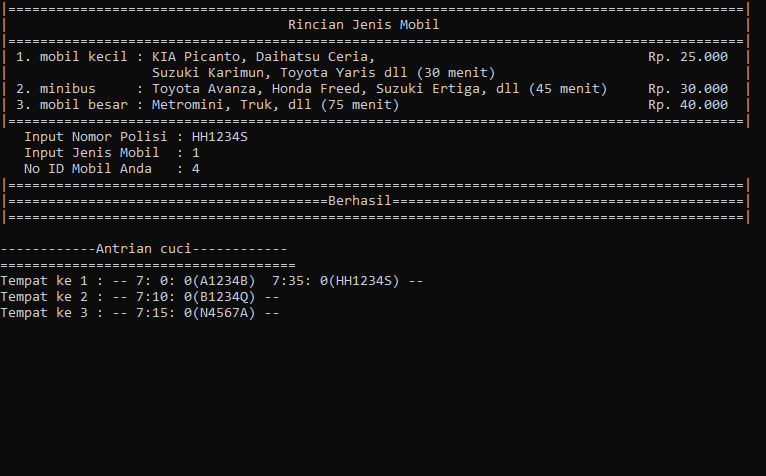 |============================================================================================|
|                                   Rincian Jenis Mobil                                      |
|============================================================================================|
| 1. mobil kecil : KIA Picanto, Daihatsu Ceria,                                  Rp. 25.000  |
|                  Suzuki Karimun, Toyota Yaris dll (30 menit)                               |
| 2. minibus     : Toyota Avanza, Honda Freed, Suzuki Ertiga, dll (45 menit)     Rp. 30.000  |
| 3. mobil besar : Metromini, Truk, dll (75 menit)                               Rp. 40.000  |
|============================================================================================|
   Input Nomor Polisi : HH1234S
   Input Jenis Mobil  : 1
   No ID Mobil Anda   : 4
|============================================================================================|
|========================================Berhasil============================================|
|============================================================================================|
------------Antrian cuci------------
=====================================
Tempat ke 1 : -- 7: 0: 0(A1234B)  7:35: 0(HH1234S) --
Tempat ke 2 : -- 7:10: 0(B1234Q) --
Tempat ke 3 : -- 7:15: 0(N4567A) --